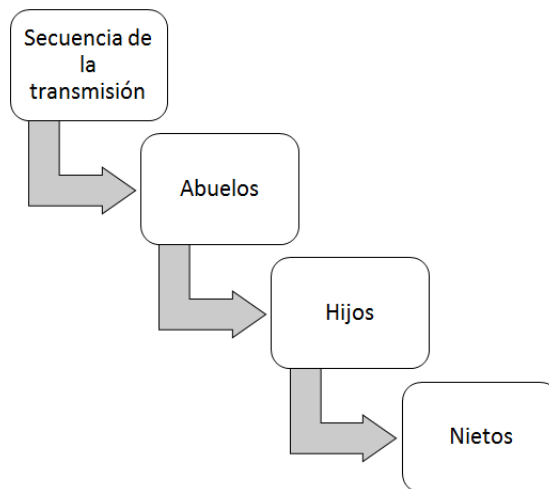 Secuencia de
la
transmisión
Abuelos
Hijos
Nietos